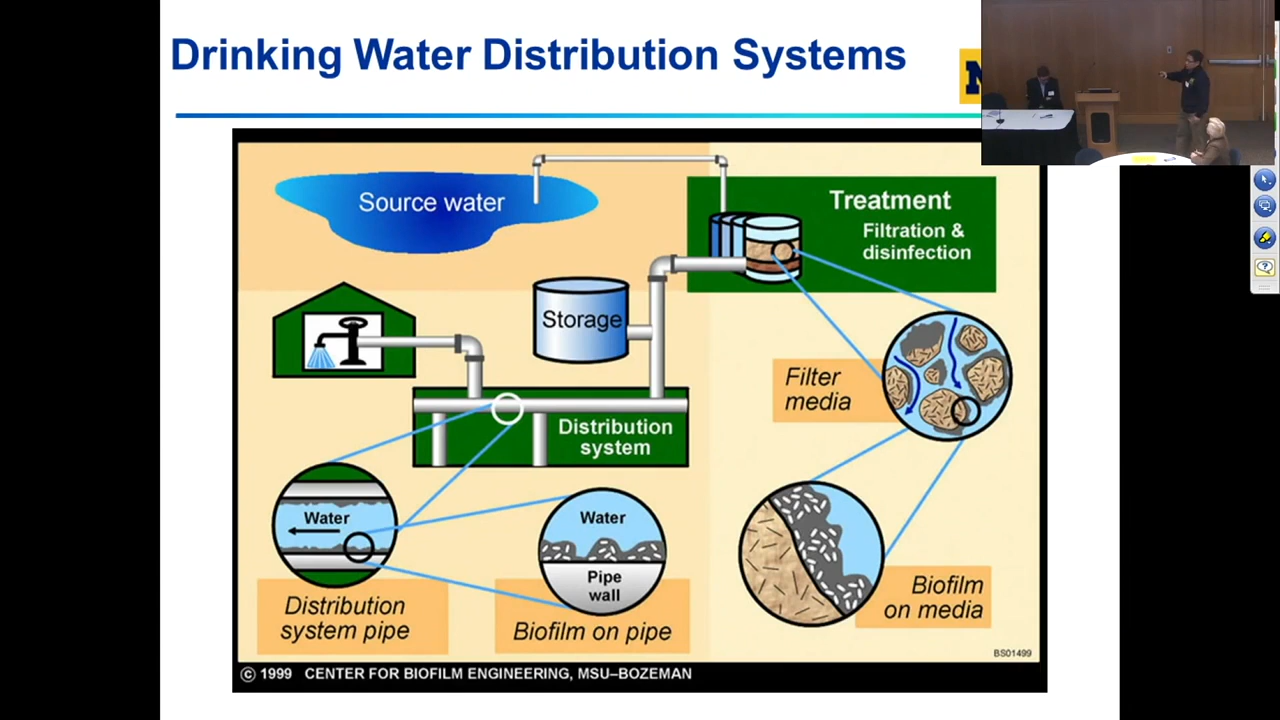 Drinking Water Distribution Systems
Source water
Treatment
Filtration &
disinfection
Storage
Filter
media
Distribution
system
Water
Water
Pipe
wall
Distribution
system pipe
Biofilm on pipe
Biofilm
on media
BS01499
© 1999 CENTER FOR BIOFILM ENGINEERING, MSU–BOZEMAN